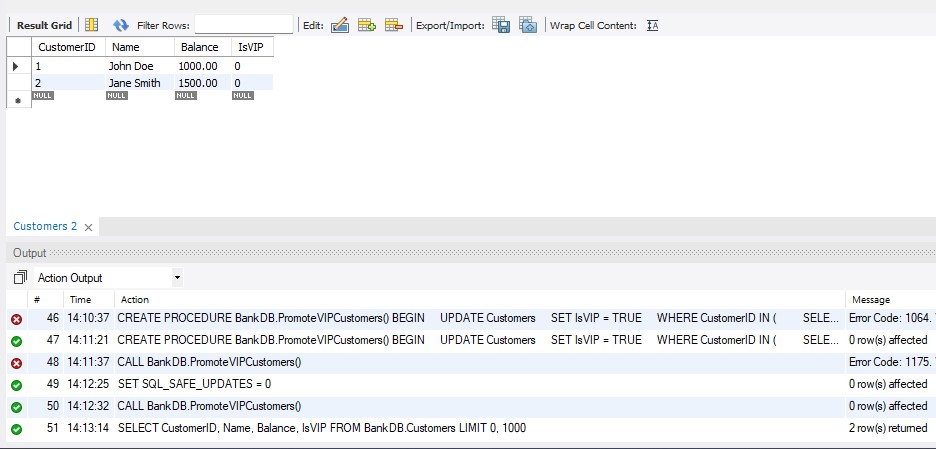 Result Grid Filter Rows: Edit: Export/Import: Wrap Cell Content:
CustomerID Name Balance IsVIP
1 John Doe 1000.00 0
2 Jane Smith 1500.00 0
NULL NULL NULL NULL
Customers 2
Output
Action Output
# Time Action Message
46 14:10:37 CREATE PROCEDURE BankDB.PromoteVIPCustomers() BEGIN UPDATE Customers SET IsVIP = TRUE WHERE CustomerID IN ( SELE... Error Code: 1064.
47 14:11:21 CREATE PROCEDURE BankDB.PromoteVIPCustomers() BEGIN UPDATE Customers SET IsVIP = TRUE WHERE CustomerID IN ( SELE... 0 row(s) affected
48 14:11:37 CALL BankDB.PromoteVIPCustomers() Error Code: 1175.
49 14:12:25 SET SQL_SAFE_UPDATES = 0 0 row(s) affected
50 14:12:32 CALL BankDB.PromoteVIPCustomers() 0 row(s) affected
51 14:13:14 SELECT CustomerID, Name, Balance, IsVIP FROM BankDB.Customers LIMIT 0, 1000 2 row(s) returned